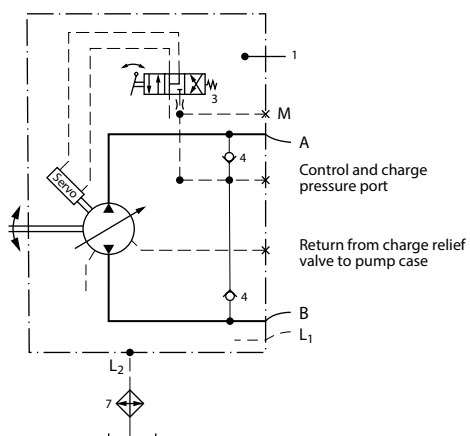 1
3
M
A
4
Control and charge
pressure port
Servo
Return from charge relief
valve to pump case
4
B
L1
L2
7